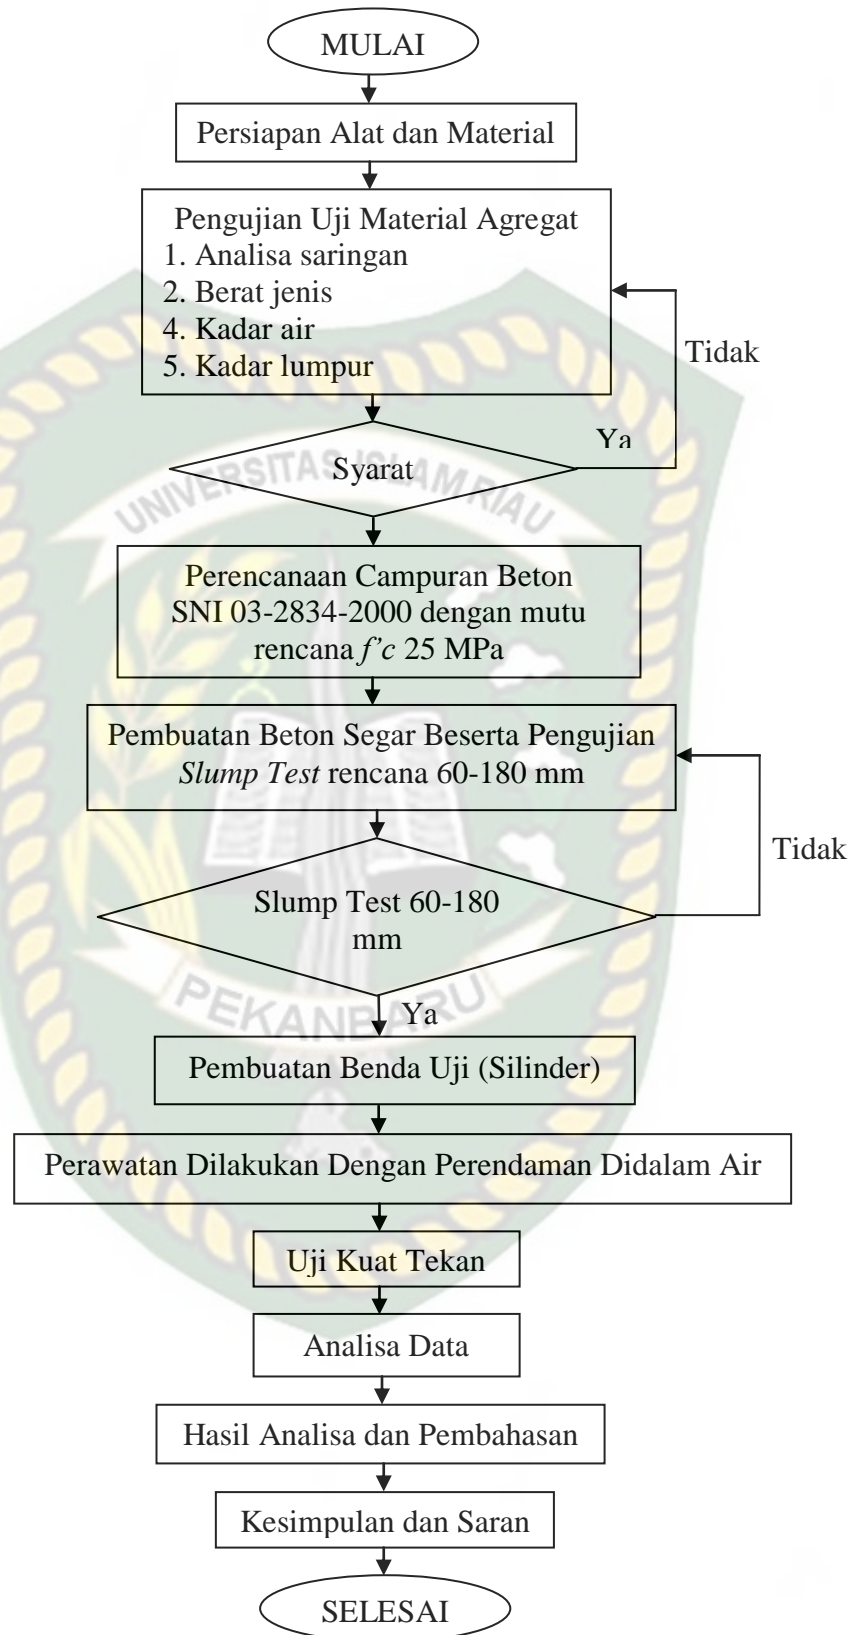 MULAI
Persiapan Alat dan Material
Pengujian Uji Material Agregat
1. Analisa saringan
2. Berat jenis
4. Kadar air
5. Kadar lumpur
Tidak
Ya
Syarat
UNIVERSITAS ISLAM RIAU
Perencanaan Campuran Beton
SNI 03-2834-2000 dengan mutu
rencana f’c 25 MPa
Pembuatan Beton Segar Beserta Pengujian
Slump Test rencana 60-180 mm
Tidak
Slump Test 60-180
mm
PEKANBARU
Ya
Pembuatan Benda Uji (Silinder)
Perawatan Dilakukan Dengan Perendaman Didalam Air
Uji Kuat Tekan
Analisa Data
Hasil Analisa dan Pembahasan
Kesimpulan dan Saran
SELESAI